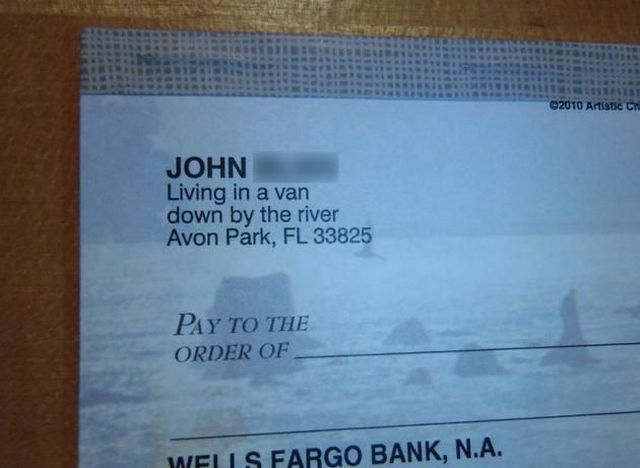 ©2010 Artistic
JOHN
Living in a van
down by the river
Avon Park, FL 33825
PAY TO THE
ORDER OF
WELLS FARGO BANK, N.A.